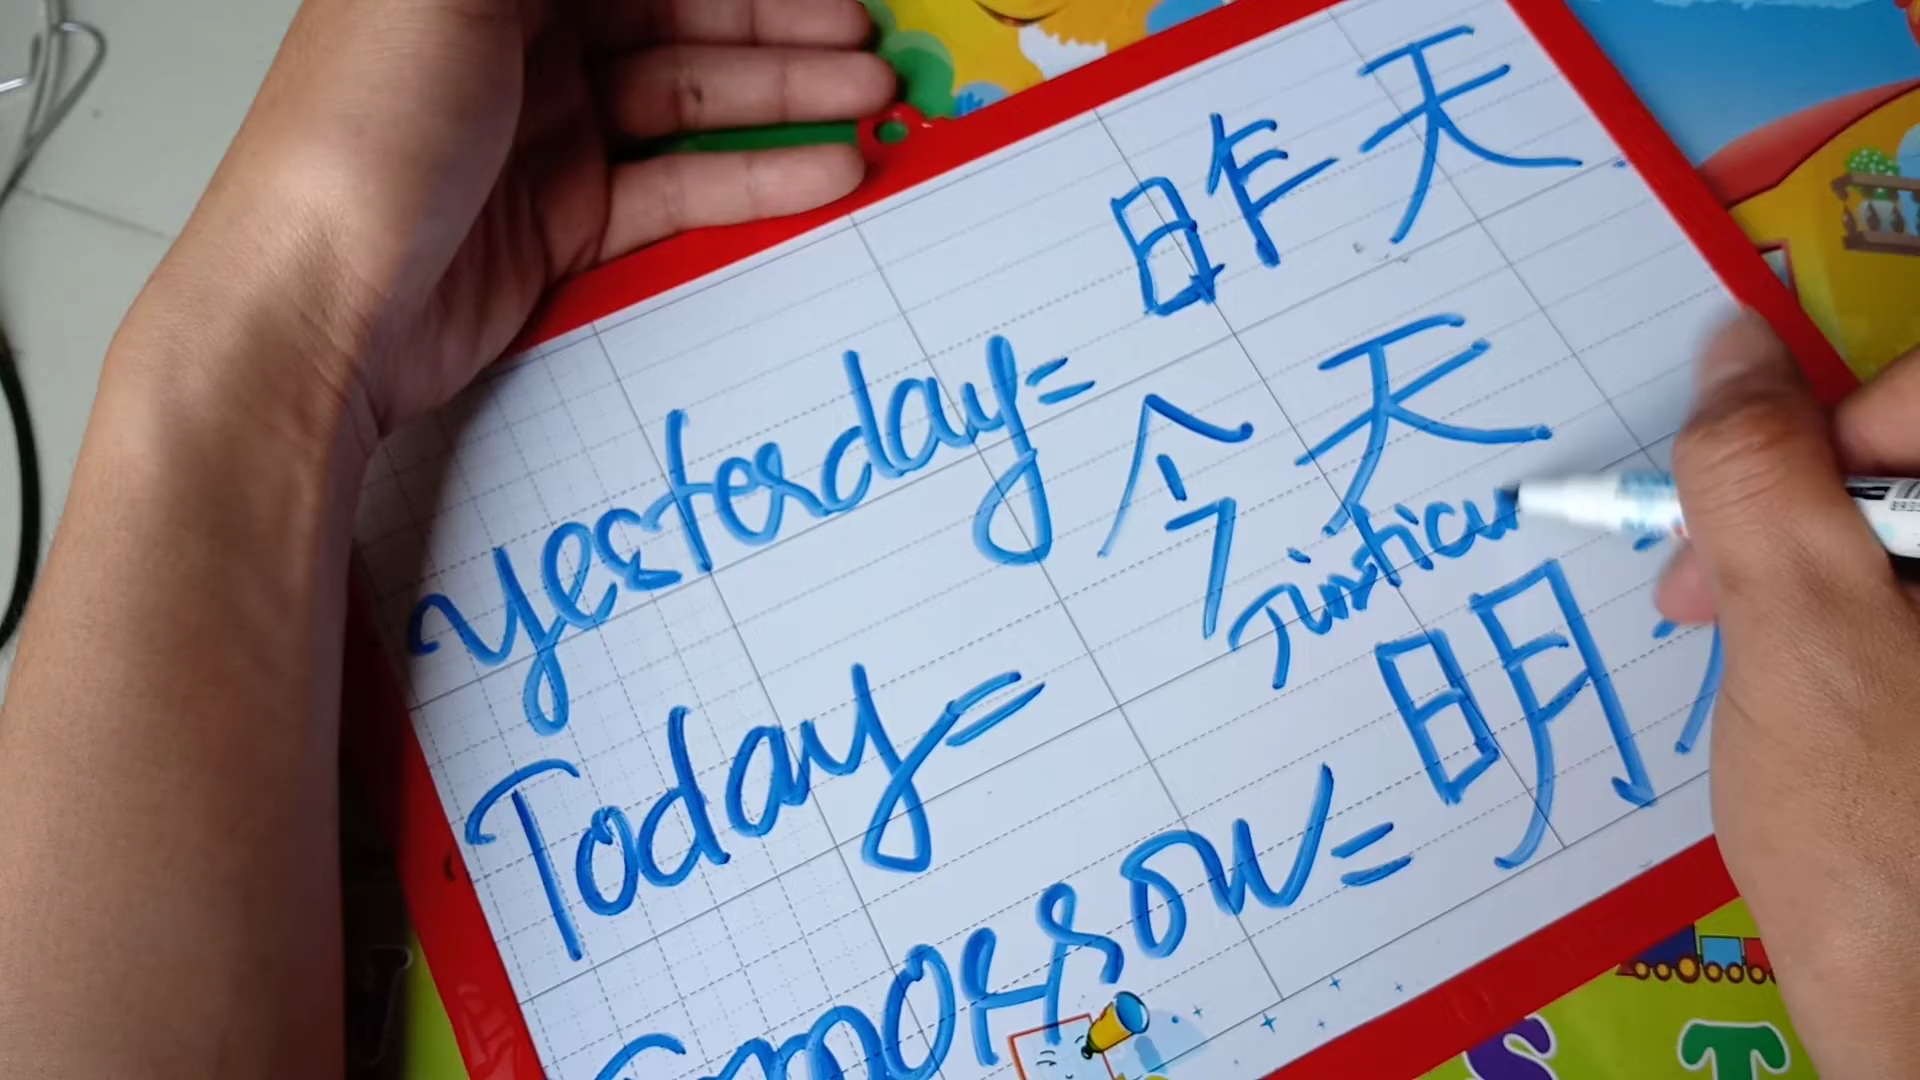 Yesterday= 昨天
Today= 今天
Jintian
= 明
S T